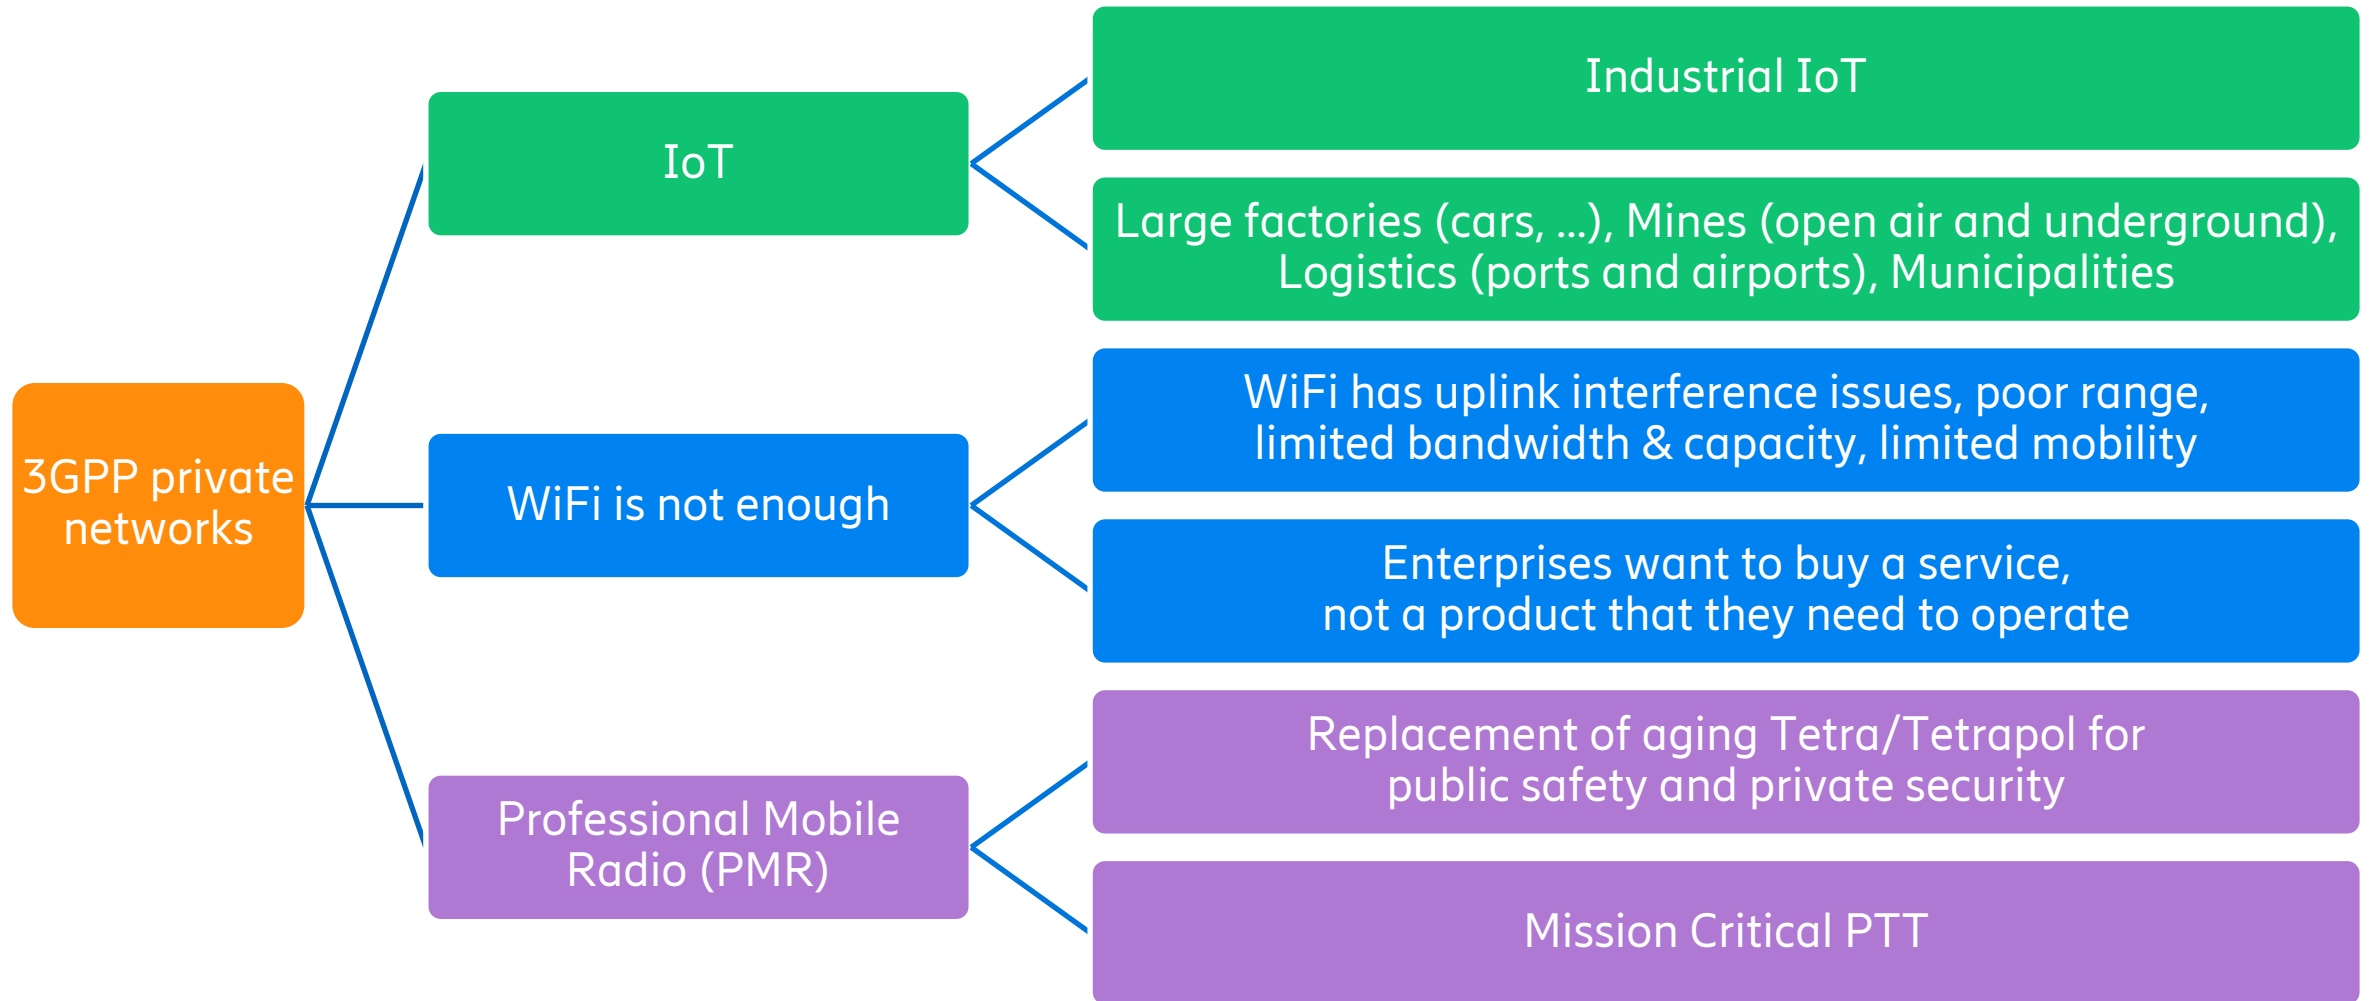 3GPP private
networks
IoT
Industrial IoT
Large factories (cars, ...), Mines (open air and underground),
Logistics (ports and airports), Municipalities
WiFi is not enough
WiFi has uplink interference issues, poor range,
limited bandwidth & capacity, limited mobility
Enterprises want to buy a service,
not a product that they need to operate
Professional Mobile
Radio (PMR)
Replacement of aging Tetra/Tetrapol for
public safety and private security
Mission Critical PTT